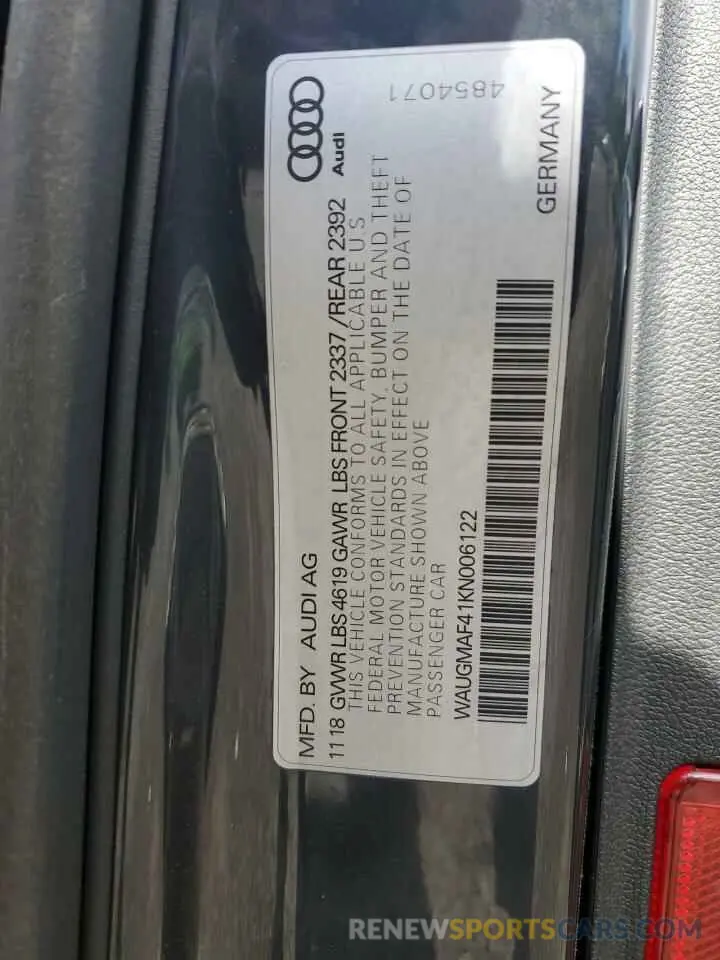 MFD. BY AUDI AG
Audi
1118 GVWR LBS 4619 GAWR LBS FRONT 2337 /REAR 2392
THIS VEHICLE CONFORMS TO ALL APPLICABLE U.S
FEDERAL MOTOR VEHICLE SAFETY, BUMPER AND THEFT
PREVENTION STANDARDS IN EFFECT ON THE DATE OF
MANUFACTURE SHOWN ABOVE
PASSENGER CAR
WAUGMAF41KN006122
GERMANY
4854071
RENEWSPORTSCARS.COM